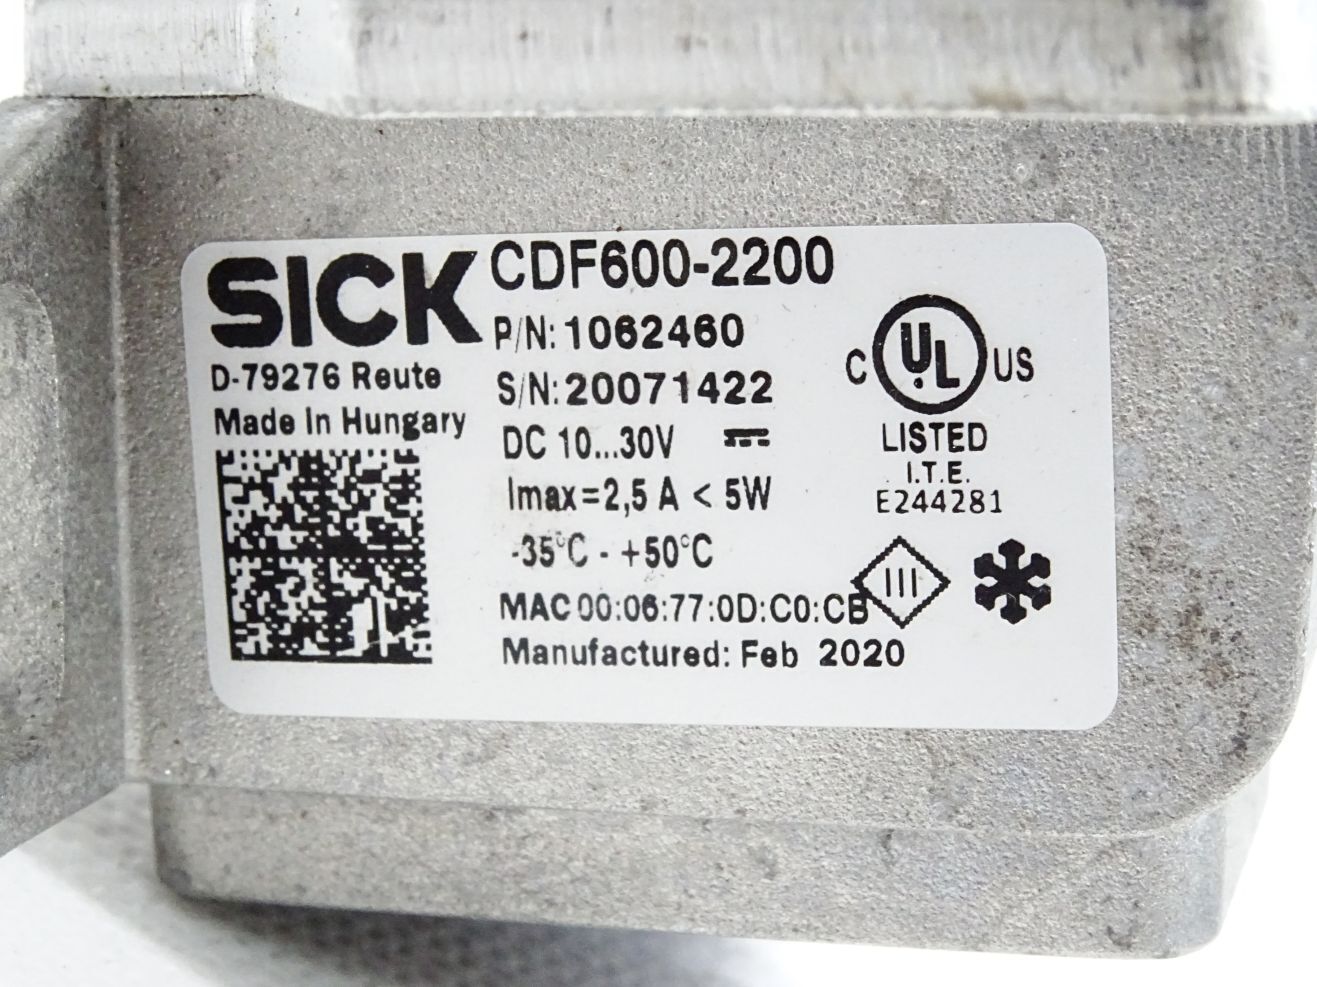 SICK
CDF600-2200
P/N: 1062460
D-79276 Reute
S/N: 20071422
Made in Hungary
DC 10...30V
Imax=2,5 A < 5W
-35°C - +50°C
MAC 00:06:77:0D:C0:CB
Manufactured: Feb 2020
C UL US
LISTED
I.T.E.
E244281
III